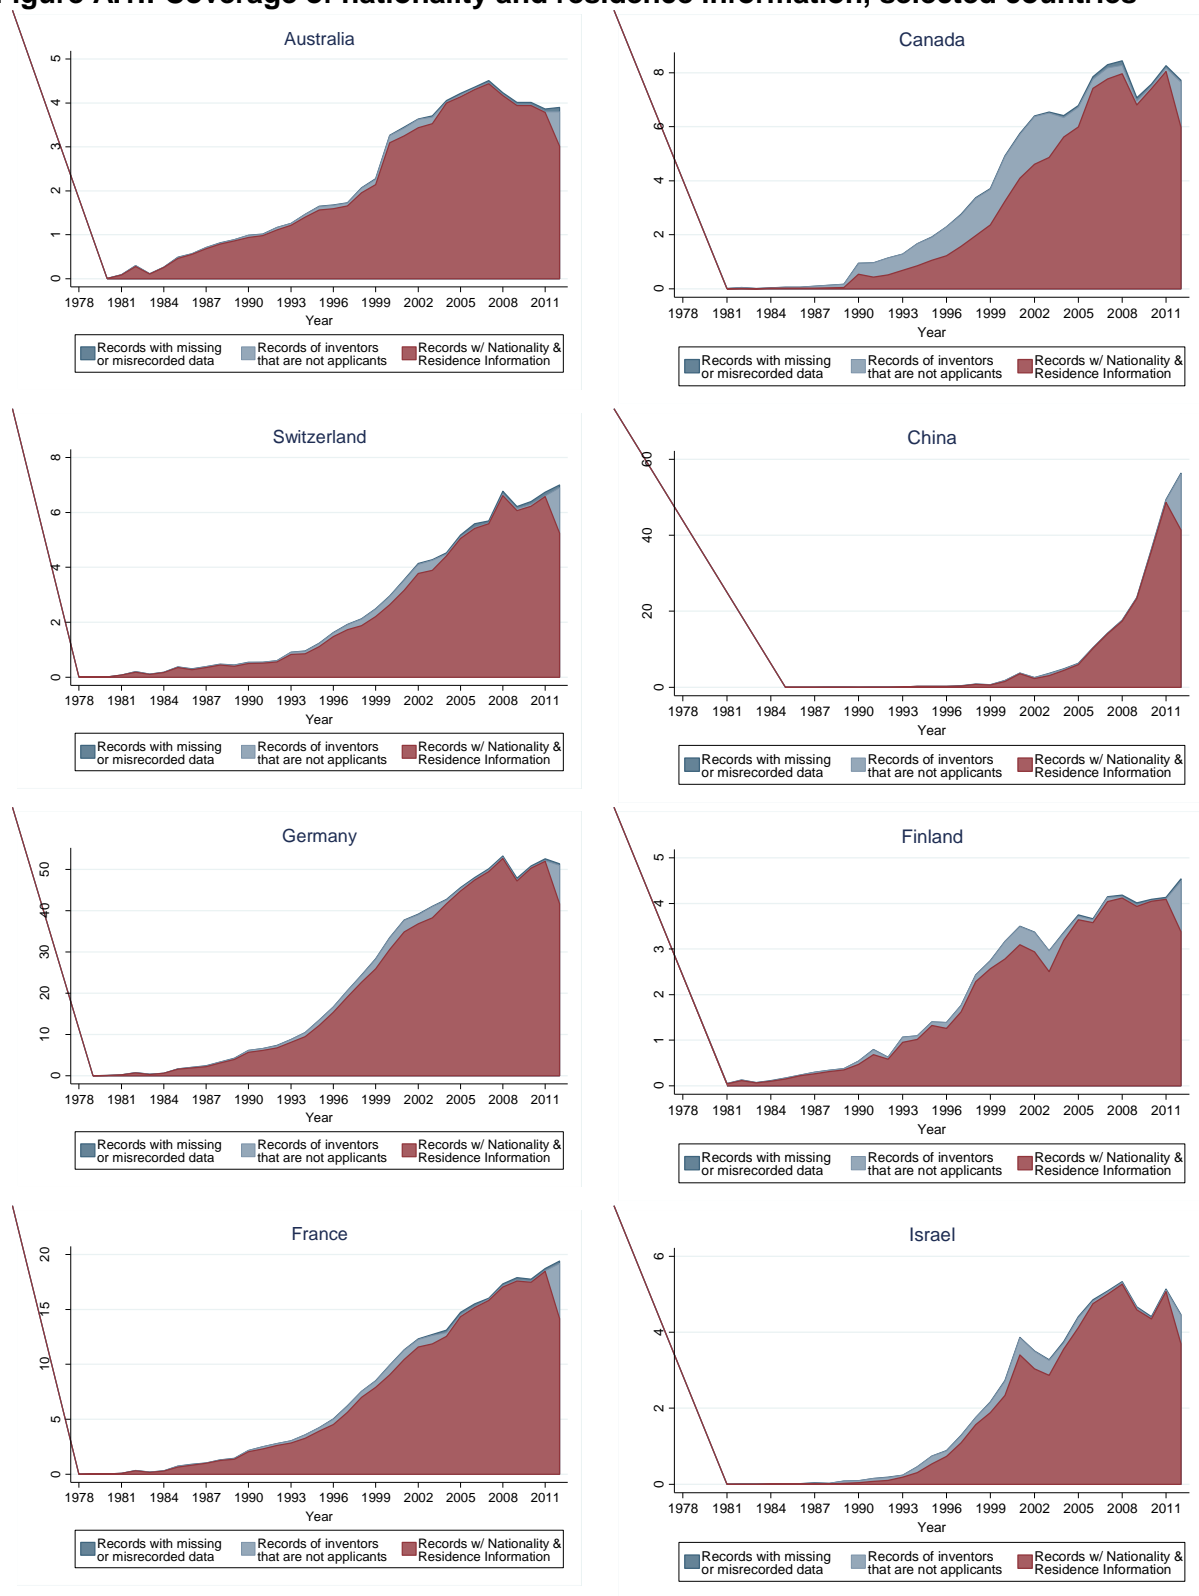 Figure A.1.: Coverage of nationality and residence information, selected countries
Australia
5
4
3
2
1
0
1978 1981 1984 1987 1990 1993 1996 1999 2002 2005 2008 2011
Year
Records with missing
or misrecorded data
Records of inventors
that are not applicants
Records w/ Nationality &
Residence Information
Canada
8
6
4
2
0
1978 1981 1984 1987 1990 1993 1996 1999 2002 2005 2008 2011
Year
Records with missing
or misrecorded data
Records of inventors
that are not applicants
Records w/ Nationality &
Residence Information
Switzerland
8
6
4
2
0
1978 1981 1984 1987 1990 1993 1996 1999 2002 2005 2008 2011
Year
Records with missing
or misrecorded data
Records of inventors
that are not applicants
Records w/ Nationality &
Residence Information
China
60
40
20
0
1978 1981 1984 1987 1990 1993 1996 1999 2002 2005 2008 2011
Year
Records with missing
or misrecorded data
Records of inventors
that are not applicants
Records w/ Nationality &
Residence Information
Germany
50
40
30
20
10
0
1978 1981 1984 1987 1990 1993 1996 1999 2002 2005 2008 2011
Year
Records with missing
or misrecorded data
Records of inventors
that are not applicants
Records w/ Nationality &
Residence Information
Finland
5
4
3
2
1
0
1978 1981 1984 1987 1990 1993 1996 1999 2002 2005 2008 2011
Year
Records with missing
or misrecorded data
Records of inventors
that are not applicants
Records w/ Nationality &
Residence Information
France
20
15
10
5
0
1978 1981 1984 1987 1990 1993 1996 1999 2002 2005 2008 2011
Year
Records with missing
or misrecorded data
Records of inventors
that are not applicants
Records w/ Nationality &
Residence Information
Israel
6
4
2
0
1978 1981 1984 1987 1990 1993 1996 1999 2002 2005 2008 2011
Year
Records with missing
or misrecorded data
Records of inventors
that are not applicants
Records w/ Nationality &
Residence Information